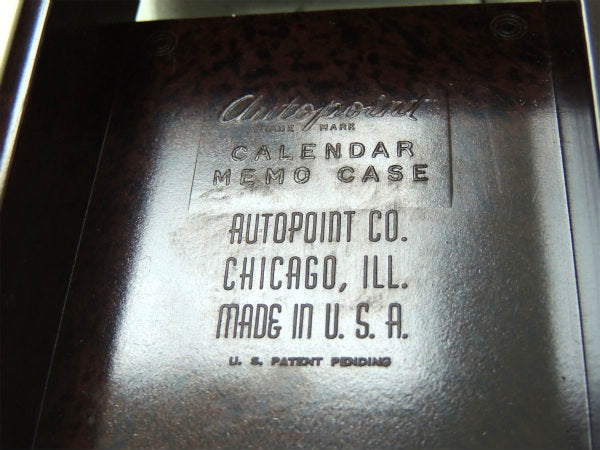 Autopoint
TRADE MARK
CALENDAR
MEMO CASE
AUTOPOINT CO.
CHICAGO, ILL.
MADE IN U. S. A.
U. S. PATENT PENDING